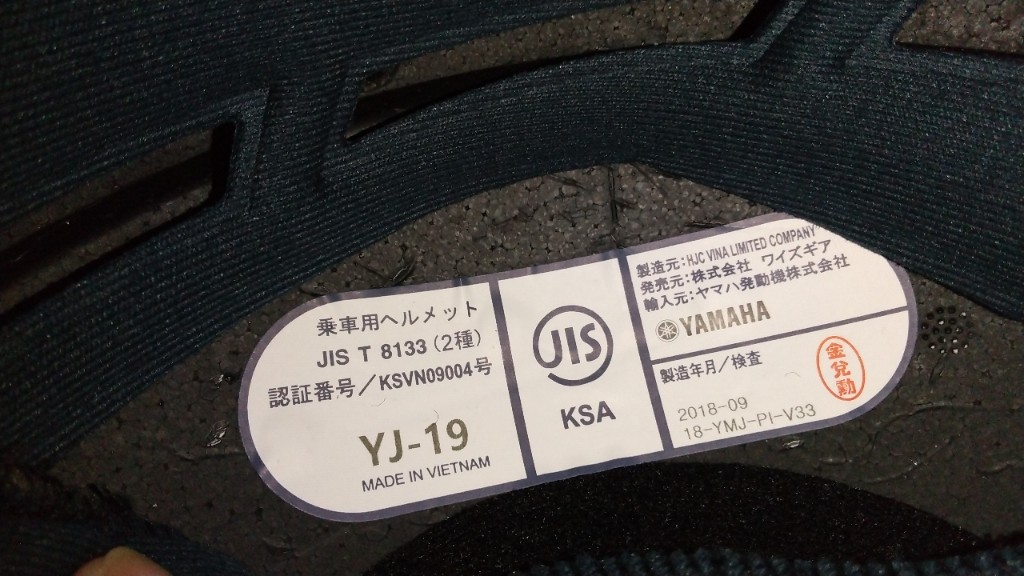 乗車用ヘルメット
JIS T 8133(2種)
認証番号/KSVN09004号
YJ-19
MADE IN VIETNAM
JIS
KSA
製造元:HJC VINA LIMITED COMPANY
発売元:株式会社 ワイズギア
輸入元:ヤマハ発動機株式会社
YAMAHA
製造年月/検査
金兌勳
2018-09
18-YMJ-PI-V33